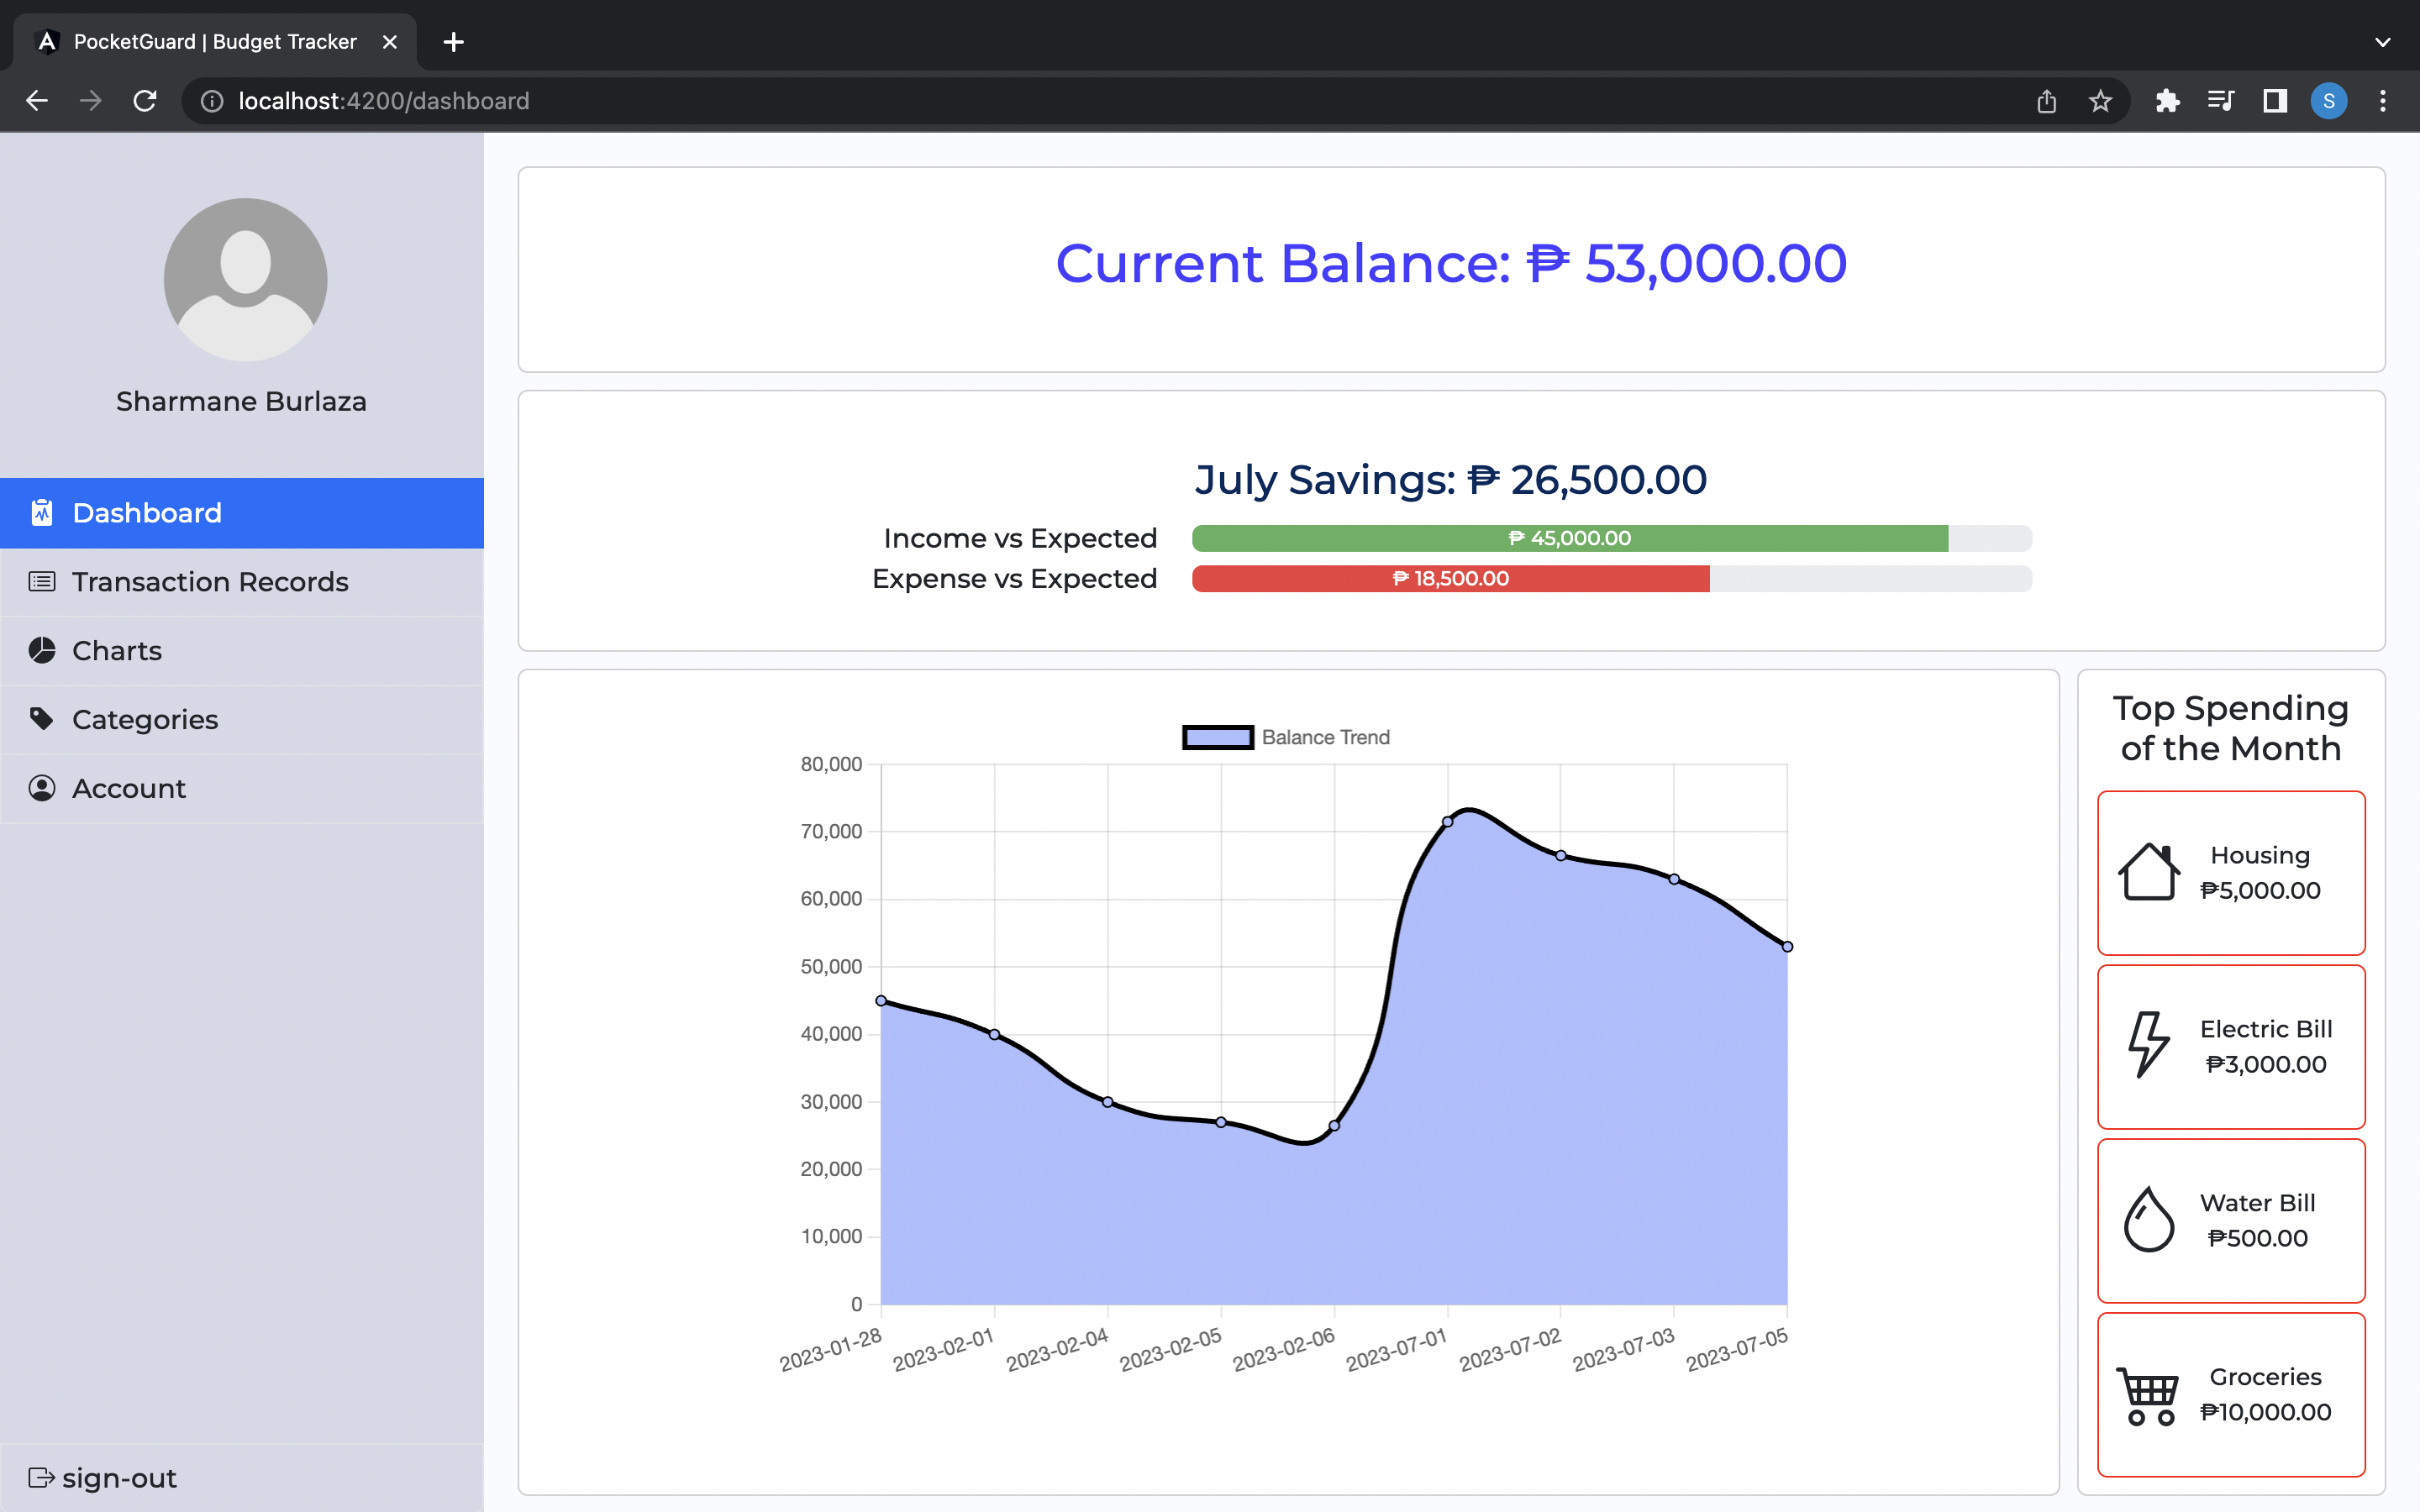 PocketGuard | Budget Tracker
localhost:4200/dashboard
S
Sharmane Burlaza
Dashboard
Transaction Records
Charts
Categories
Account
sign-out
Current Balance: ₱ 53,000.00
July Savings: ₱ 26,500.00
Income vs Expected ₱ 45,000.00
Expense vs Expected ₱ 18,500.00
Balance Trend
80,000
70,000
60,000
50,000
40,000
30,000
20,000
10,000
0
2023-01-28 2023-02-01 2023-02-04 2023-02-05 2023-02-06 2023-07-01 2023-07-02 2023-07-03 2023-07-05
Top Spending
of the Month
Housing
₱5,000.00
Electric Bill
₱3,000.00
Water Bill
₱500.00
Groceries
₱10,000.00